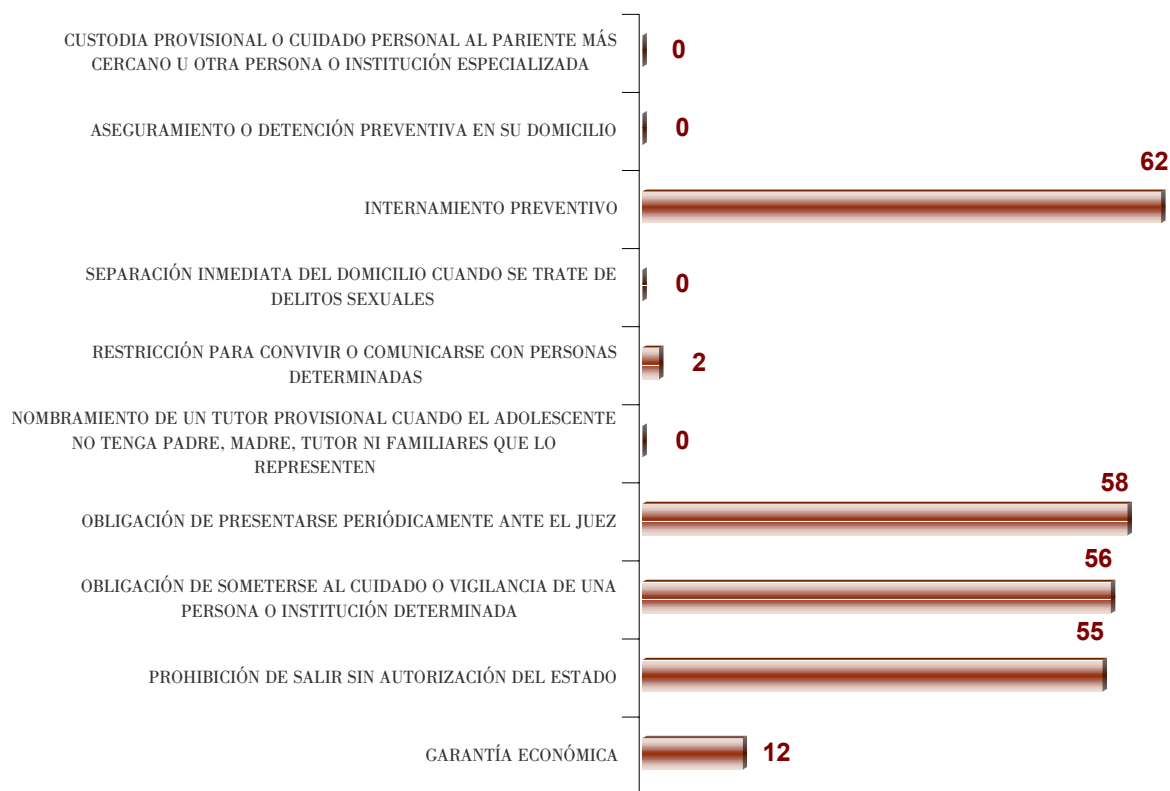 CUSTODIA PROVISIONAL O CUIDADO PERSONAL AL PARIENTE MÁS
CERCANO U OTRA PERSONA O INSTITUCIÓN ESPECIALIZADA
0
ASEGURAMIENTO O DETENCIÓN PREVENTIVA EN SU DOMICILIO
0
INTERNAMIENTO PREVENTIVO
62
SEPARACIÓN INMEDIATA DEL DOMICILIO CUANDO SE TRATE DE
DELITOS SEXUALES
0
RESTRICCIÓN PARA CONVIVIR O COMUNICARSE CON PERSONAS
DETERMINADAS
2
NOMBRAMIENTO DE UN TUTOR PROVISIONAL CUANDO EL ADOLESCENTE
NO TENGA PADRE, MADRE, TUTOR NI FAMILIARES QUE LO
REPRESENTEN
0
OBLIGACIÓN DE PRESENTARSE PERIÓDICAMENTE ANTE EL JUEZ
58
OBLIGACIÓN DE SOMETERSE AL CUIDADO O VIGILANCIA DE UNA
PERSONA O INSTITUCIÓN DETERMINADA
56
PROHIBICIÓN DE SALIR SIN AUTORIZACIÓN DEL ESTADO
55
GARANTÍA ECONÓMICA
12